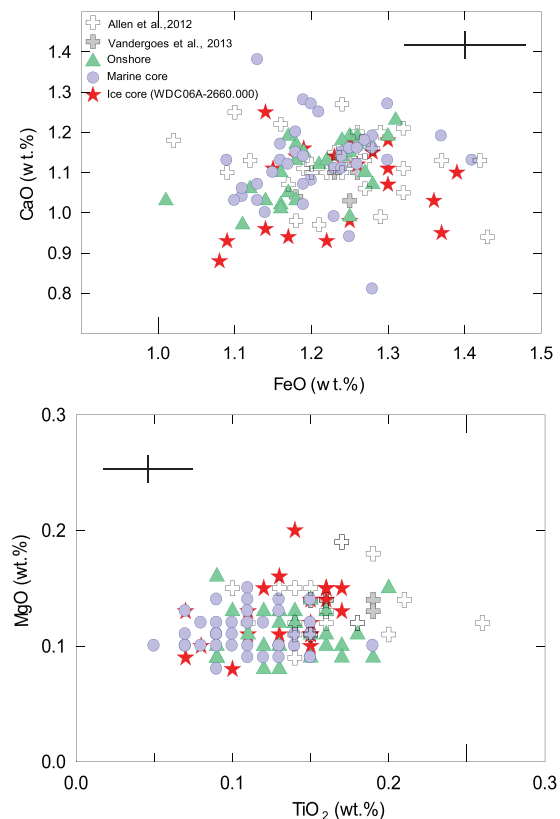 Allen et al.,2012
Vandergoes et al., 2013
Onshore
Marine core
Ice core (WDC06A-2660.000)
1.4
1.3
1.2
1.1
1.0
0.9
0.8
CaO (wt.%)
1.0 1.1 1.2 1.3 1.4 1.5
FeO (wt.%)
0.3
0.2
0.1
0.0
MgO (wt.%)
0.0 0.1 0.2 0.3
TiO₂ (wt.%)